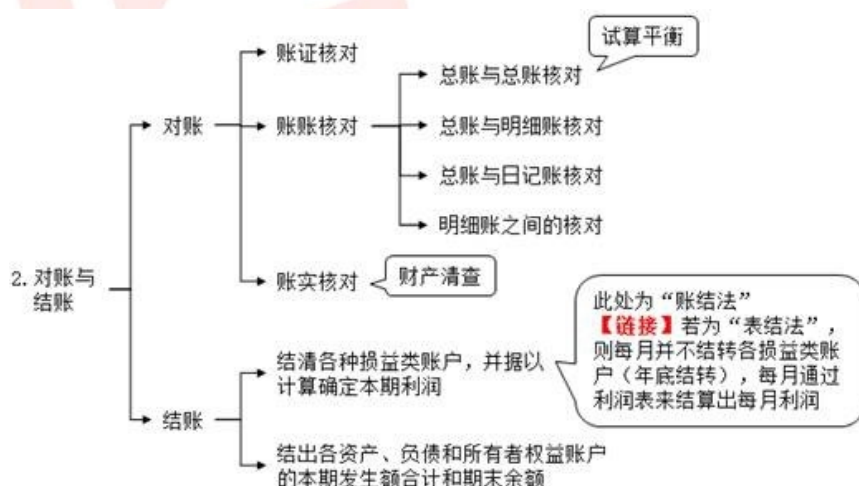 试算平衡
账证核对
总账与总账核对
对账
账账核对
总账与明细账核对
总账与日记账核对
明细账之间的核对
2. 对账与
结账
账实核对
财产清查
此处为“账结法”
【链接】若为“表结法”，
则每月并不结转各损益类账
户（年底结转），每月通过
利润表来结算出每月利润
结清各种损益类账户，并据以
计算确定本期利润
结账
结出各资产、负债和所有者权益账户
的本期发生额合计和期末余额